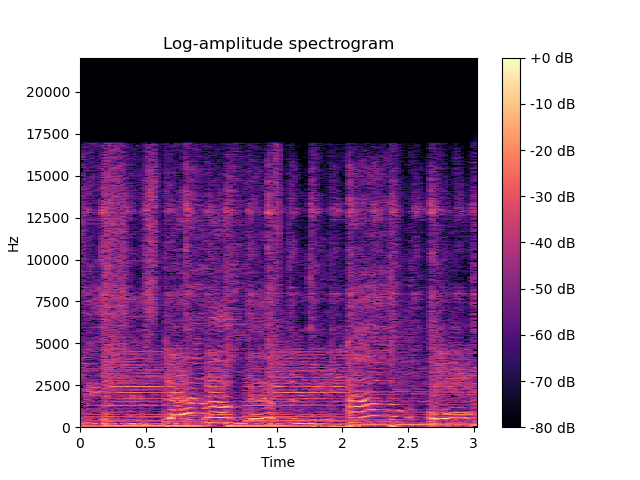 Log-amplitude spectrogram
Hz
20000
17500
15000
12500
10000
7500
5000
2500
0
0 0.5 1 1.5 2 2.5 3
Time
+0 dB
-10 dB
-20 dB
-30 dB
-40 dB
-50 dB
-60 dB
-70 dB
-80 dB